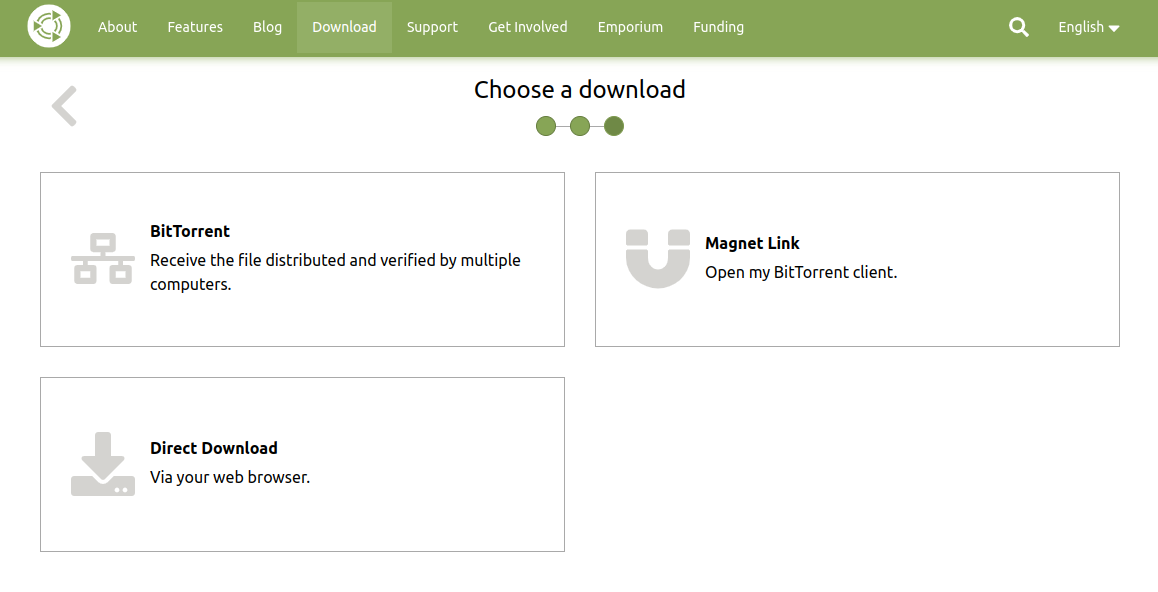 About Features Blog Download Support Get Involved Emporium Funding English
Choose a download
BitTorrent
Receive the file distributed and verified by multiple
computers.
Magnet Link
Open my BitTorrent client.
Direct Download
Via your web browser.